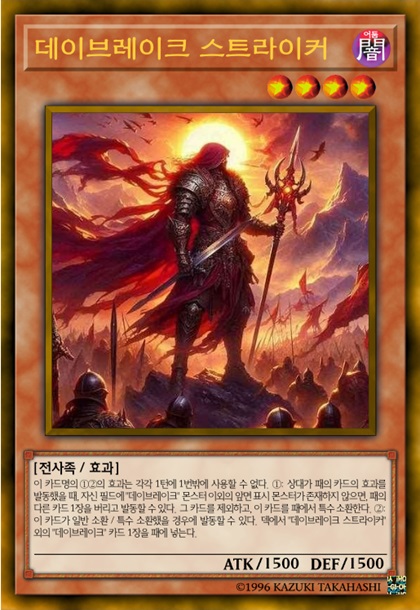 데이브레이크 스트라이커
어둠
闇
[전사족 / 효과]
이 카드명의 ①②의 효과는 각각 1턴에 1번밖에 사용할 수 없다. ①: 상대가 패의 카드의 효과를
발동했을 때, 자신 필드에 "데이브레이크" 몬스터 이외의 앞면 표시 몬스터가 존재하지 않으면, 패의
다른 카드 1장을 버리고 발동할 수 있다. 그 카드를 제외하고, 이 카드를 패에서 특수 소환한다. ②:
이 카드가 일반 소환 / 특수 소환했을 경우에 발동할 수 있다. 덱에서 "데이브레이크 스트라이커"
외의 "데이브레이크" 카드 1장을 패에 넣는다.
ATK/1500 DEF/1500
©1996 KAZUKI TAKAHASHI